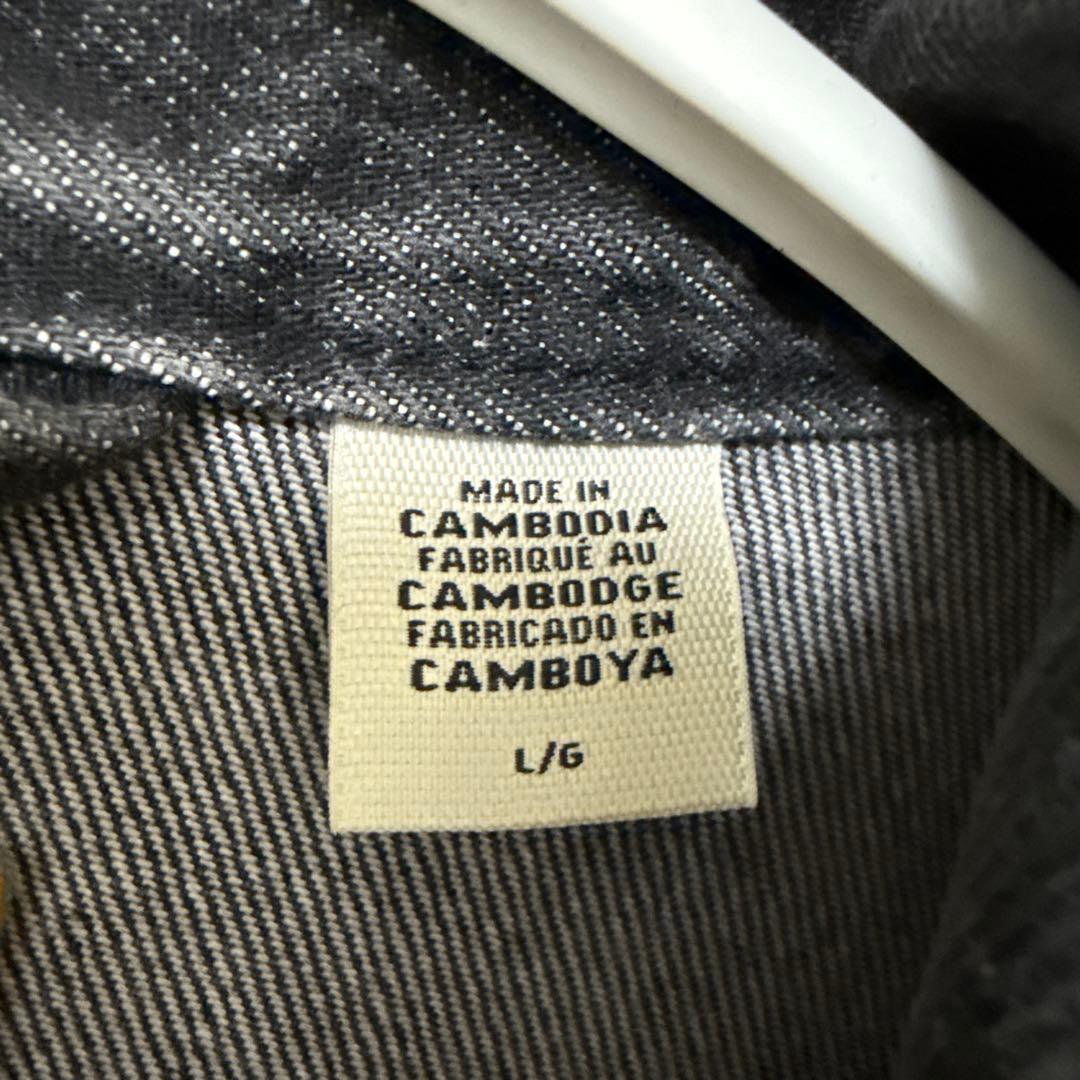 MADE IN
CAMBODIA
FABRIQUÉ AU
CAMBODGE
FABRICADO EN
CAMBOYA
L/G